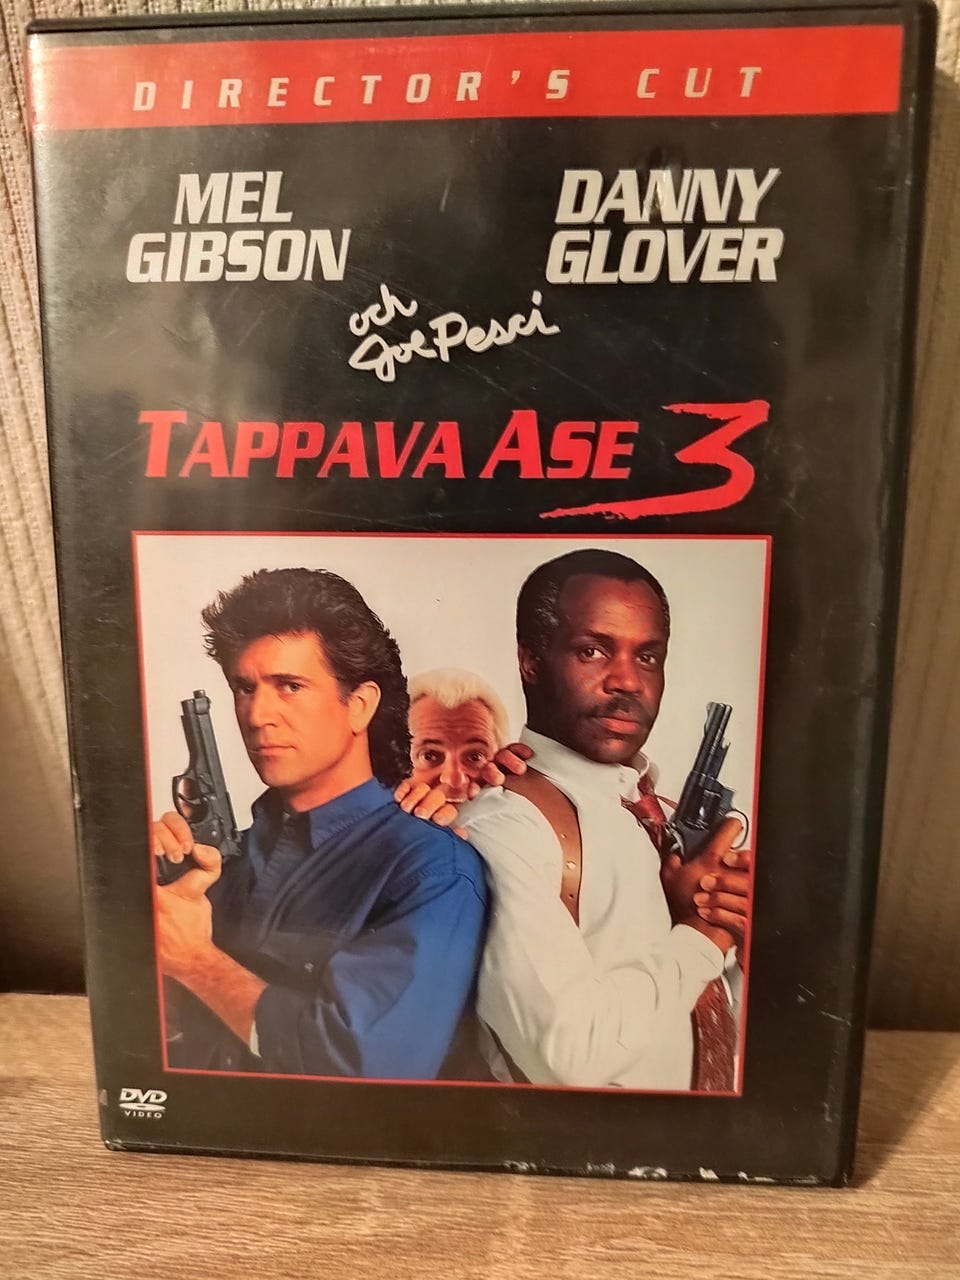 DIRECTOR'S CUT
MEL
GIBSON
DANNY
GLOVER
och
Joe Pesci
TAPPAVA ASE 3
DVD
VIDEO